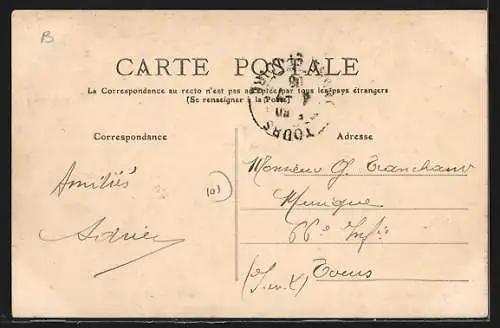 B
CARTE POSTALE
La Correspondance au recto n'est pas acceptée par tous les pays étrangers
(Se renseigner à la Poste)
TOURS
Correspondance
Adresse
Amitiés
Monsieur G. Tranchant
Musique
66e Infie
(I.-et-L) Tours